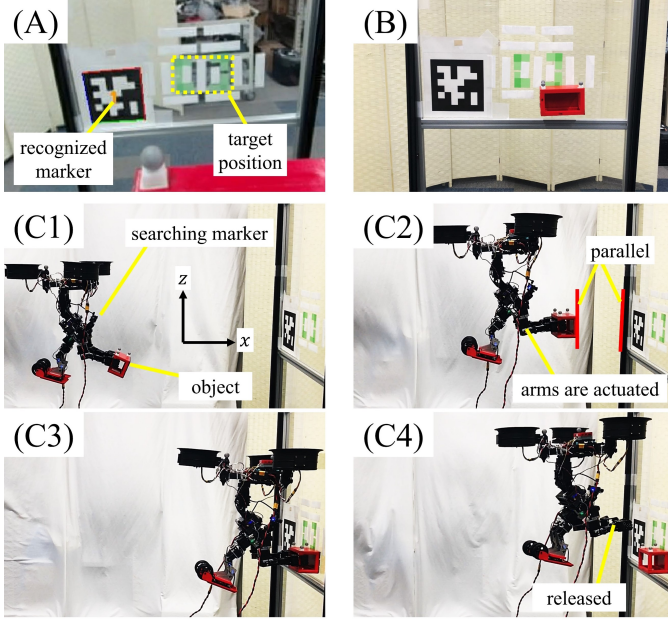 (A)
recognized
marker
target
position
(B)
(C1)
searching marker
z
x
object
(C2)
parallel
arms are actuated
(C3)
(C4)
released